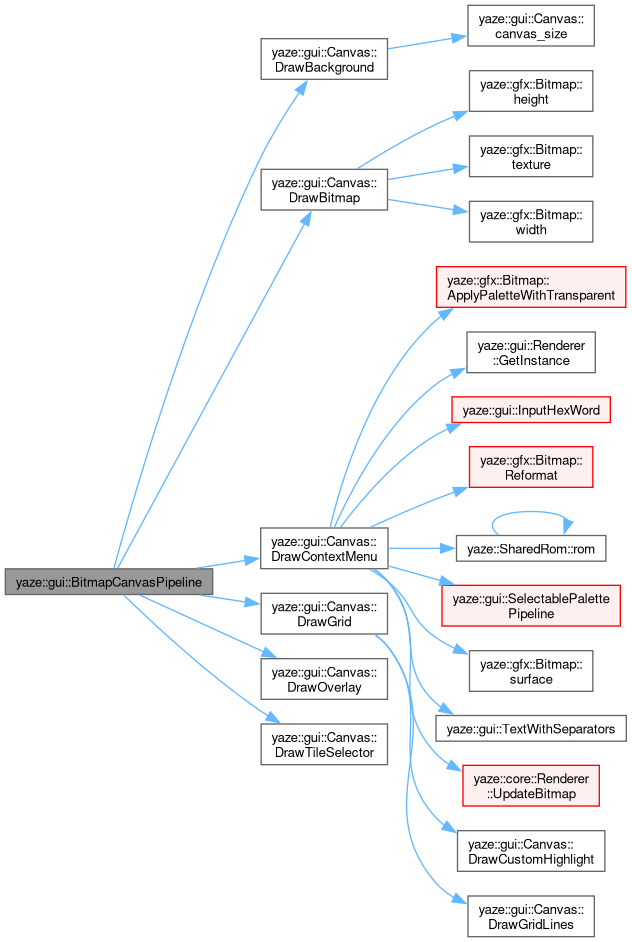 yaze::gui::BitmapCanvasPipeline
yaze::gui::Canvas::
DrawBackground
yaze::gui::Canvas::
canvas_size
yaze::gui::Canvas::
DrawBitmap
yaze::gfx::Bitmap::
height
yaze::gfx::Bitmap::
texture
yaze::gfx::Bitmap::
width
yaze::gui::Canvas::
DrawContextMenu
yaze::gfx::Bitmap::
ApplyPaletteWithTransparent
yaze::gui::Renderer
::GetInstance
yaze::gui::InputHexWord
yaze::gfx::Bitmap::
Reformat
yaze::SharedRom::rom
yaze::gui::SelectablePalette
Pipeline
yaze::gfx::Bitmap::
surface
yaze::gui::TextWithSeparators
yaze::core::Renderer
::UpdateBitmap
yaze::gui::Canvas::
DrawGrid
yaze::gui::Canvas::
DrawCustomHighlight
yaze::gui::Canvas::
DrawGridLines
yaze::gui::Canvas::
DrawOverlay
yaze::gui::Canvas::
DrawTileSelector